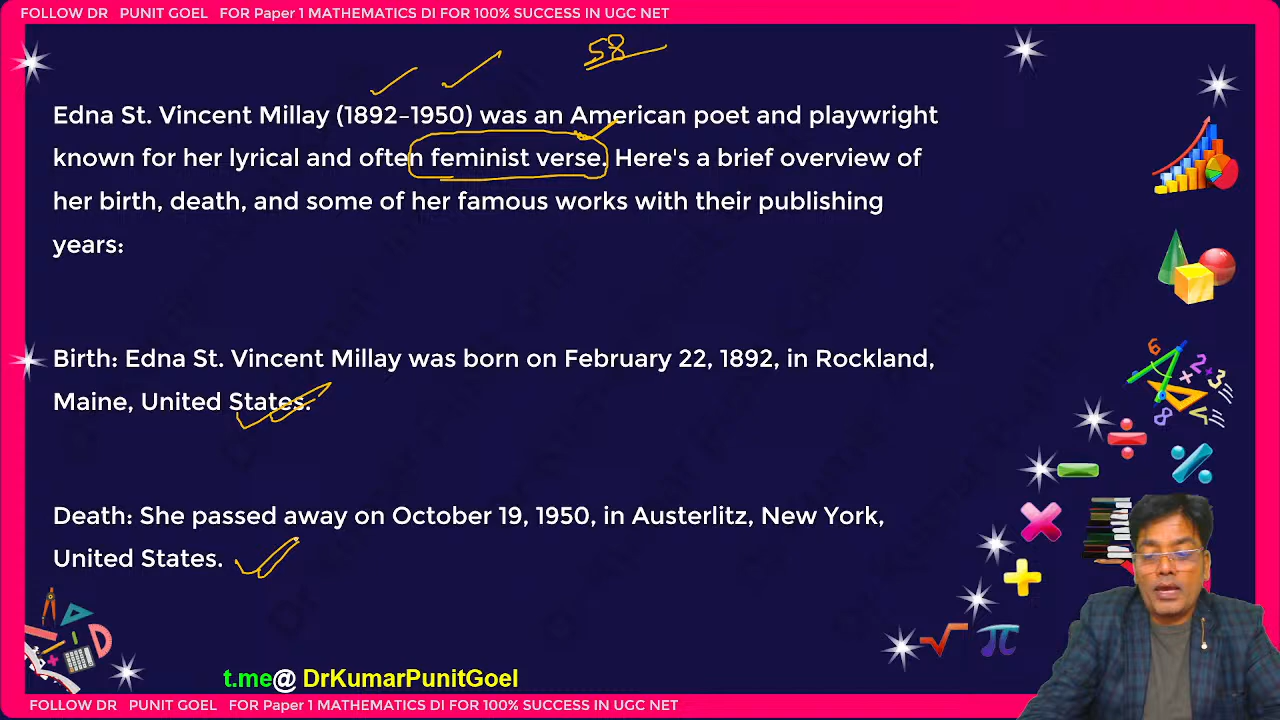 FOLLOW DR PUNIT GOEL FOR Paper 1 MATHEMATICS DI FOR 100% SUCCESS IN UGC NET
58
Edna St. Vincent Millay (1892–1950) was an American poet and playwright
known for her lyrical and often feminist verse. Here's a brief overview of
her birth, death, and some of her famous works with their publishing
years:
Birth: Edna St. Vincent Millay was born on February 22, 1892, in Rockland,
Maine, United States.
Death: She passed away on October 19, 1950, in Austerlitz, New York,
United States.
t.me@ DrKumarPunitGoel
FOLLOW DR PUNIT GOEL FOR Paper 1 MATHEMATICS DI FOR 100% SUCCESS IN UGC NET